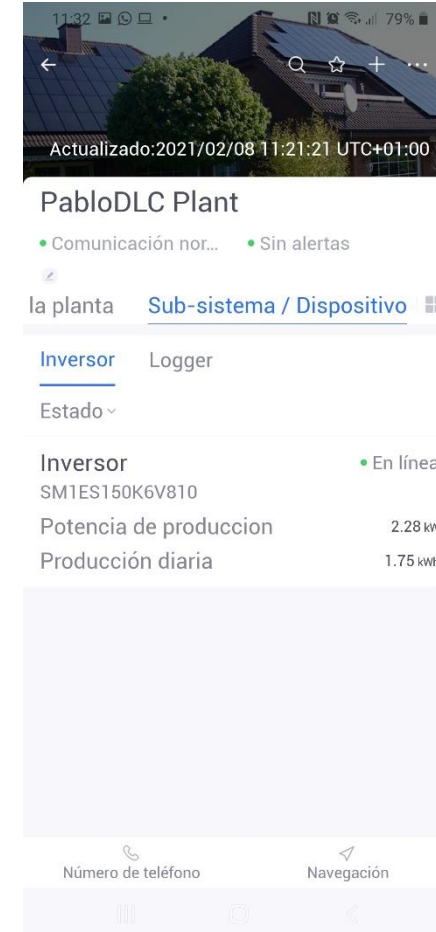 11:32
79%
Actualizado:2021/02/08 11:21:21 UTC+01:00
PabloDLC Plant
Comunicación nor... Sin alertas
la planta Sub-sistema / Dispositivo
Inversor Logger
Estado
Inversor En línea
SM1ES150K6V810
Potencia de produccion 2.28 kW
Producción diaria 1.75 kWh
Número de teléfono Navegación